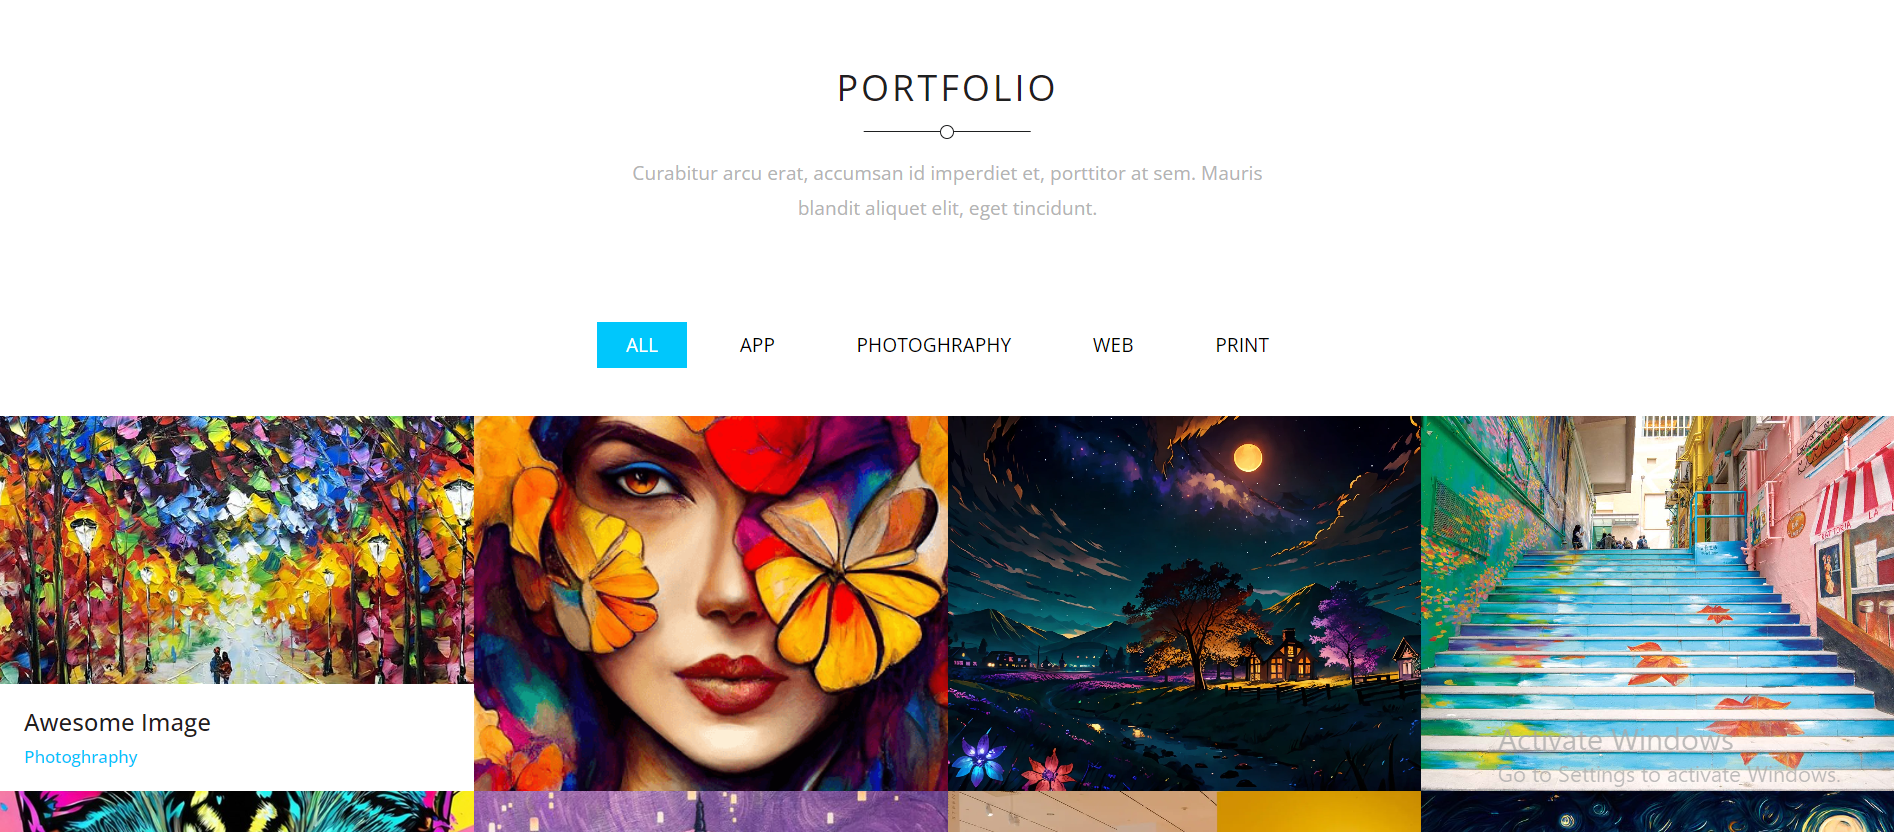 PORTFOLIO
Curabitur arcu erat, accumsan id imperdiet et, porttitor at sem. Mauris
blandit aliquet elit, eget tincidunt.
ALL
APP
PHOTOGHRAPHY
WEB
PRINT
Awesome Image
Photoghraphy
Activate Windows
Go to Settings to activate Windows.